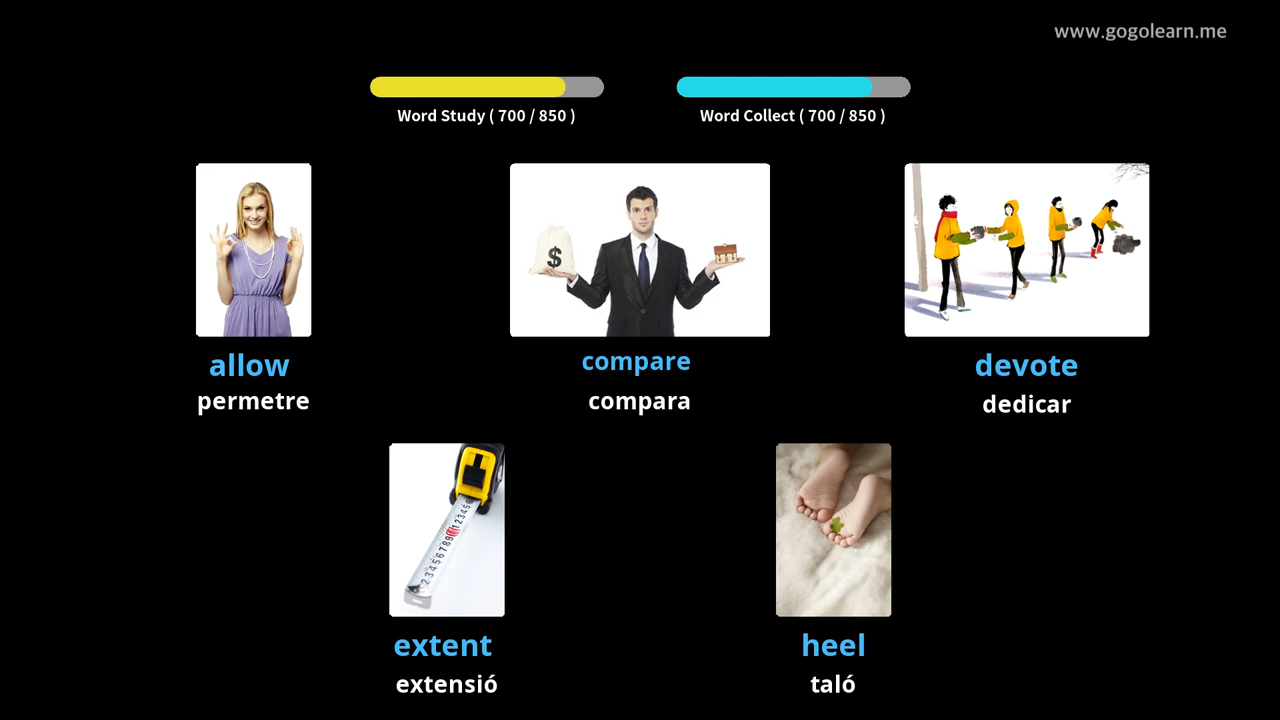 www.gogolearn.me
Word Study ( 700 / 850 )
Word Collect ( 700 / 850 )
$
allow
permetre
compare
compara
devote
dedicar
extent
extensió
heel
taló